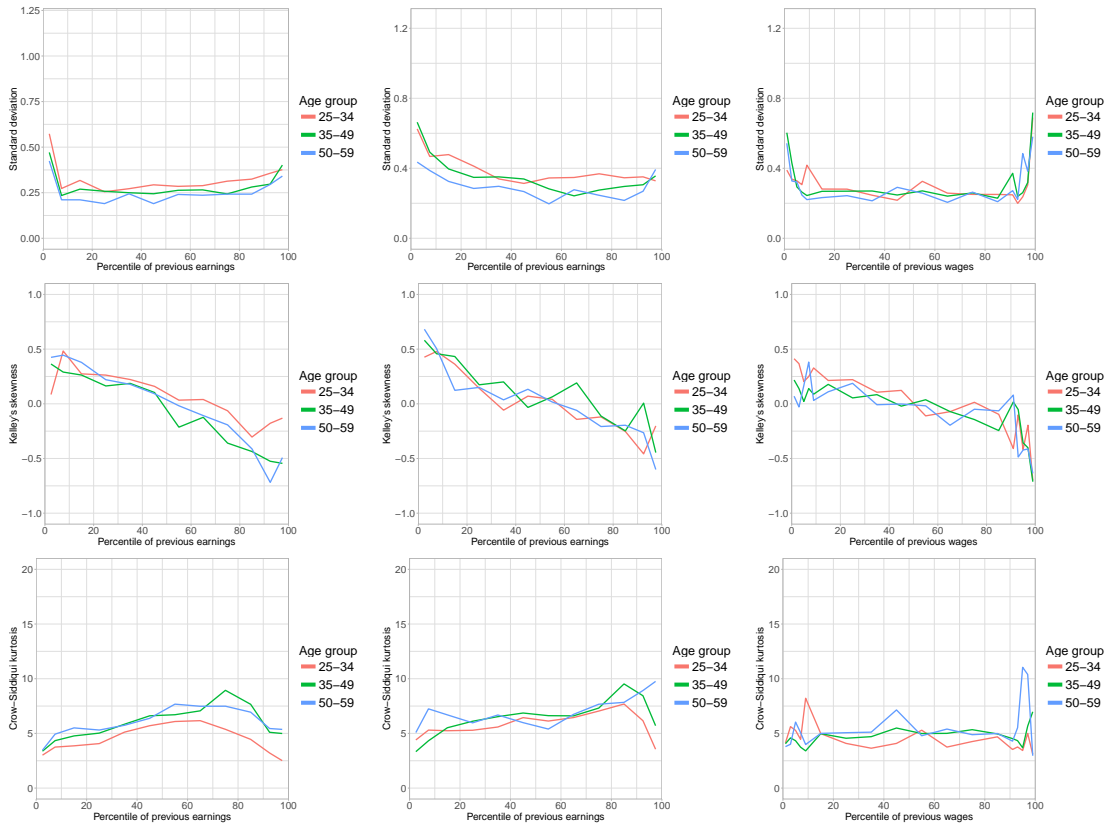 Standard deviation
1.25
1.00
0.75
0.50
0.25
0.00
0 20 40 60 80 100
Percentile of previous earnings
Age group
25−34
35−49
50−59
Standard deviation
1.2
0.8
0.4
0.0
0 20 40 60 80 100
Percentile of previous earnings
Age group
25−34
35−49
50−59
Standard deviation
1.2
0.8
0.4
0.0
0 20 40 60 80 100
Percentile of previous wages
Age group
25−34
35−49
50−59
Kelley's skewness
1.0
0.5
0.0
−0.5
−1.0
0 20 40 60 80 100
Percentile of previous earnings
Age group
25−34
35−49
50−59
Kelley's skewness
1.0
0.5
0.0
−0.5
−1.0
0 20 40 60 80 100
Percentile of previous earnings
Age group
25−34
35−49
50−59
Kelley's skewness
1.0
0.5
0.0
−0.5
−1.0
0 20 40 60 80 100
Percentile of previous wages
Age group
25−34
35−49
50−59
Crow−Siddiqui kurtosis
20
15
10
5
0
0 20 40 60 80 100
Percentile of previous earnings
Age group
25−34
35−49
50−59
Crow−Siddqui kurtosis
20
15
10
5
0
0 20 40 60 80 100
Percentile of previous earnings
Age group
25−34
35−49
50−59
Crow−Siddqui kurtosis
20
15
10
5
0
0 20 40 60 80 100
Percentile of previous wages
Age group
25−34
35−49
50−59